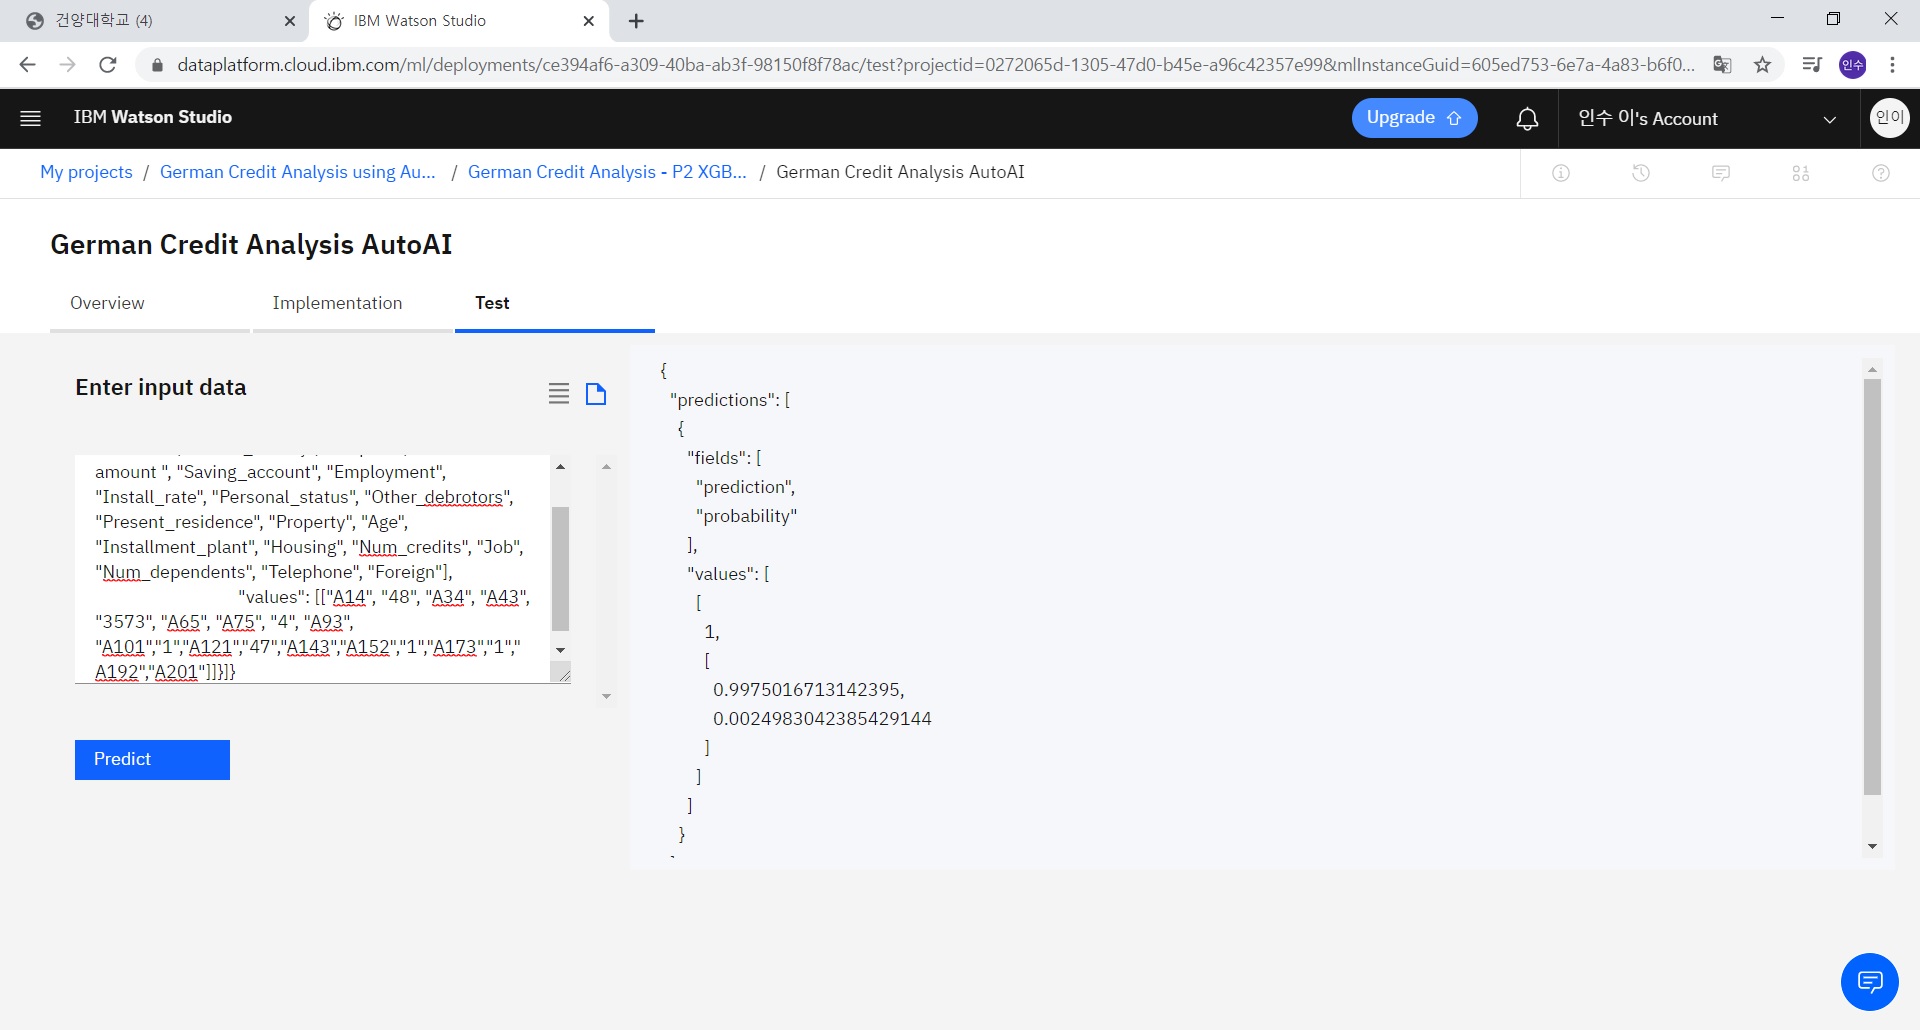 건양대학교 (4)
IBM Watson Studio
dataplatform.cloud.ibm.com/ml/deployments/ce394af6-a309-40ba-ab3f-98150f8f78ac/test?projectid=0272065d-1305-47d0-b45e-a96c42357e99&mlInstanceGuid=605ed753-6e7a-4a83-b6f0...
인수
IBM Watson Studio
Upgrade
인수 이's Account
인이
My projects / German Credit Analysis using Au... / German Credit Analysis - P2 XGB... / German Credit Analysis AutoAI
German Credit Analysis AutoAI
Overview
Implementation
Test
Enter input data
amount ", "Saving_account", "Employment",
"Install_rate", "Personal_status", "Other_debrotors",
"Present_residence", "Property", "Age",
"Installment_plant", "Housing", "Num_credits", "Job",
"Num_dependents", "Telephone", "Foreign"],
"values": [["A14", "48", "A34", "A43",
"3573", "A65", "A75", "4", "A93",
"A101","1","A121","47","A143","A152","1","A173","1","
A192","A201"]]}]}
Predict
{
"predictions": [
{
"fields": [
"prediction",
"probability"
],
"values": [
[
1,
[
0.9975016713142395,
0.0024983042385429144
]
]
]
}